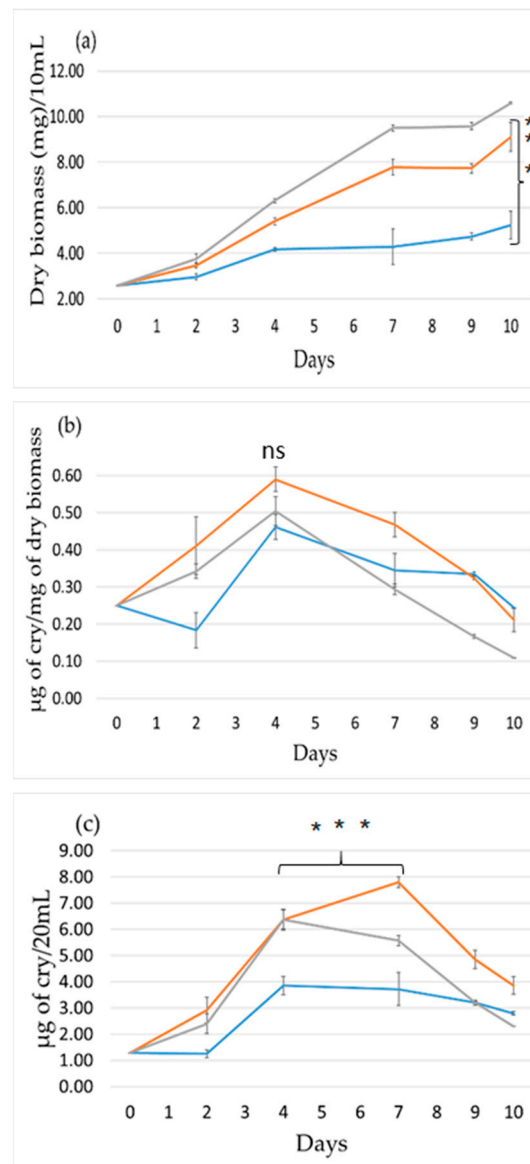 (a)
Dry biomass (mg)/10mL
12.00
10.00
8.00
6.00
4.00
2.00
0 1 2 3 4 5 6 7 8 9 10
Days
*
*
*
(b)
ns
µg of cry/mg of dry biomass
0.60
0.50
0.40
0.30
0.20
0.10
0.00
0 1 2 3 4 5 6 7 8 9 10
Days
(c)
* * *
µg of cry/20mL
9.00
8.00
7.00
6.00
5.00
4.00
3.00
2.00
1.00
0.00
0 1 2 3 4 5 6 7 8 9 10
Days